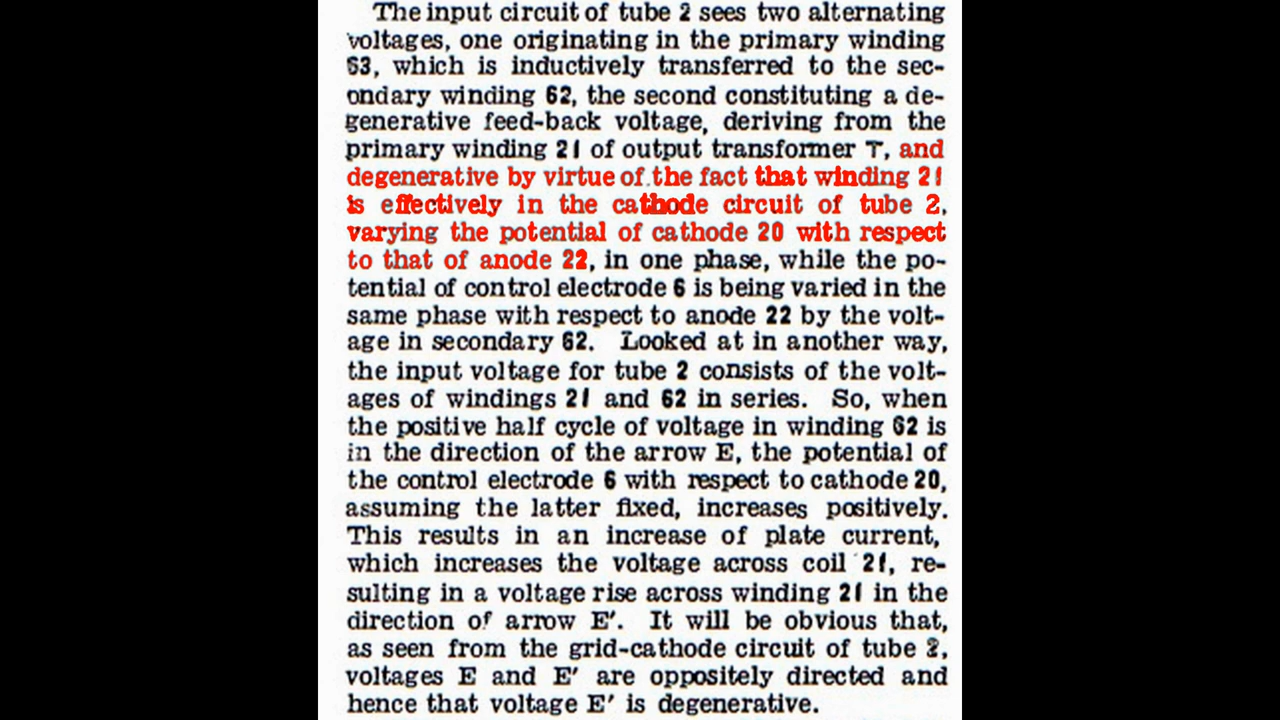 The input circuit of tube 2 sees two alternating
voltages, one originating in the primary winding
63, which is inductively transferred to the sec-
ondary winding 62, the second constituting a de-
generative feed-back voltage, deriving from the
primary winding 21 of output transformer T, and
degenerative by virtue of the fact that winding 21
is effectively in the cathode circuit of tube 2,
varying the potential of cathode 20 with respect
to that of anode 22, in one phase, while the po-
tential of control electrode 6 is being varied in the
same phase with respect to anode 22 by the volt-
age in secondary 62. Looked at in another way,
the input voltage for tube 2 consists of the volt-
ages of windings 21 and 62 in series. So, when
the positive half cycle of voltage in winding 62 is
in the direction of the arrow E, the potential of
the control electrode 6 with respect to cathode 20,
assuming the latter fixed, increases positively.
This results in an increase of plate current,
which increases the voltage across coil 21, re-
sulting in a voltage rise across winding 21 in the
direction of arrow E′. It will be obvious that,
as seen from the grid-cathode circuit of tube 2,
voltages E and E′ are oppositely directed and
hence that voltage E′ is degenerative.